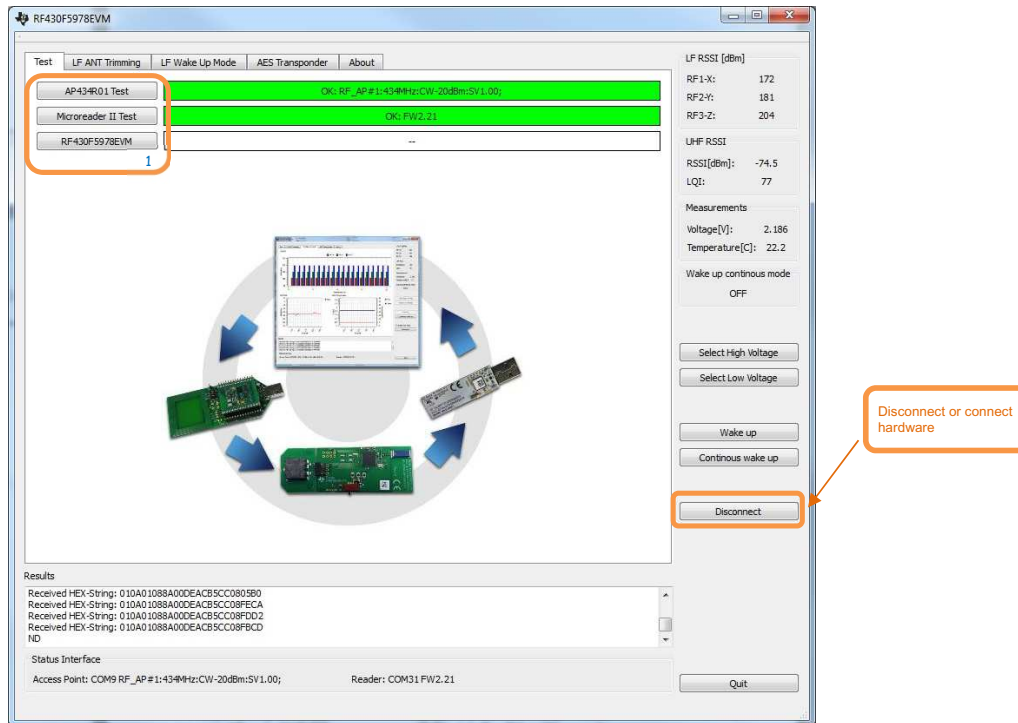 RF430F5978EVM
Test LF ANT Trimming LF Wake Up Mode AES Transponder About
AP434R01 Test OK: RF_AP#1:434MHz:CW-20dBm:SV1.00;
Microreader II Test OK: FW2.21
RF430F5978EVM --
1
LF RSSI [dBm]
RF1-X: 172
RF2-Y: 181
RF3-Z: 204
UHF RSSI
RSSI[dBm]: -74.5
LQI: 77
Measurements
Voltage[V]: 2.186
Temperature[C]: 22.2
Wake up continous mode
OFF
Select High Voltage
Select Low Voltage
Wake up
Continous wake up
Disconnect
Disconnect or connect
hardware
Results
Received HEX-String: 010A01088A00DEACB5CC0805B0
Received HEX-String: 010A01088A00DEACB5CC08FECA
Received HEX-String: 010A01088A00DEACB5CC08FDD2
Received HEX-String: 010A01088A00DEACB5CC08FBCD
ND
Status Interface
Access Point: COM9 RF_AP#1:434MHz:CW-20dBm:SV1.00; Reader: COM31 FW2.21
Quit